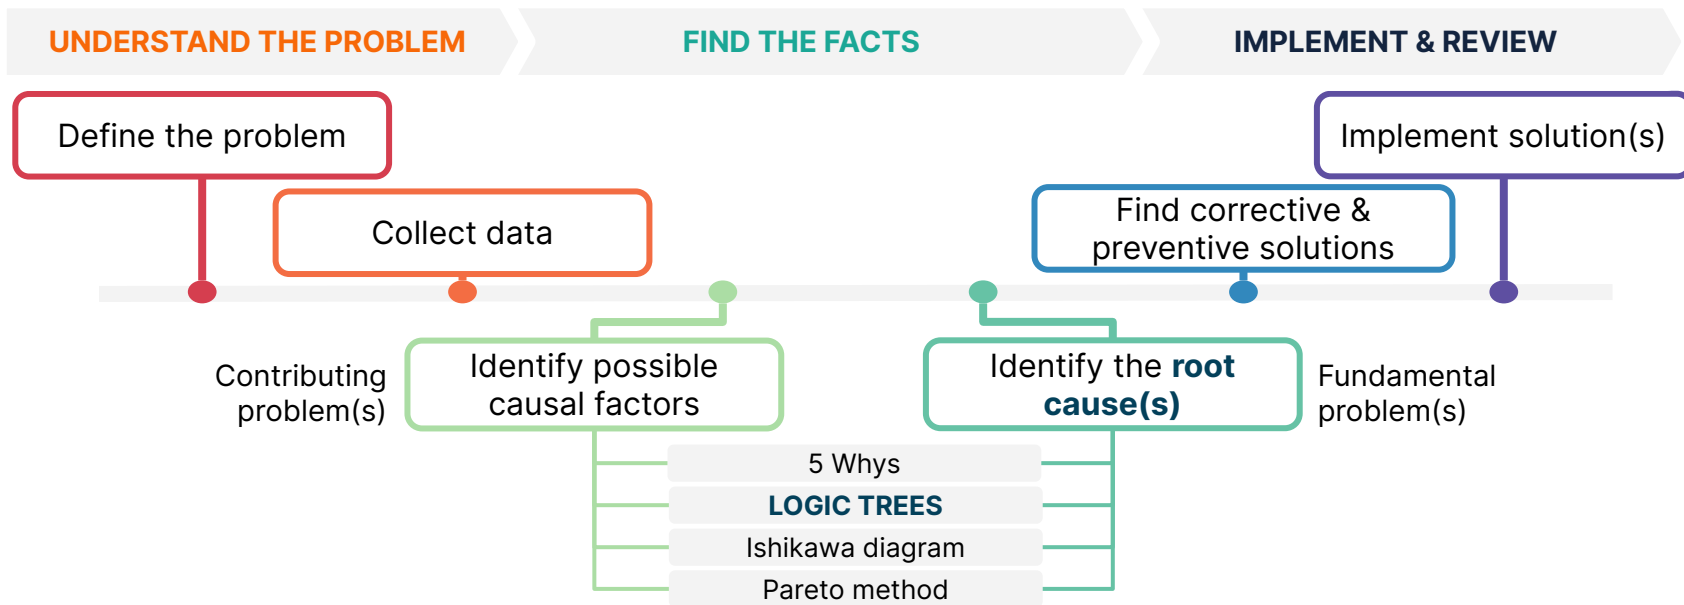 UNDERSTAND THE PROBLEM
FIND THE FACTS
IMPLEMENT & REVIEW
Define the problem
Implement solution(s)
Collect data
Find corrective &
preventive solutions
Contributing
problem(s)
Identify possible
causal factors
Identify the root
cause(s)
Fundamental
problem(s)
5 Whys
LOGIC TREES
Ishikawa diagram
Pareto method